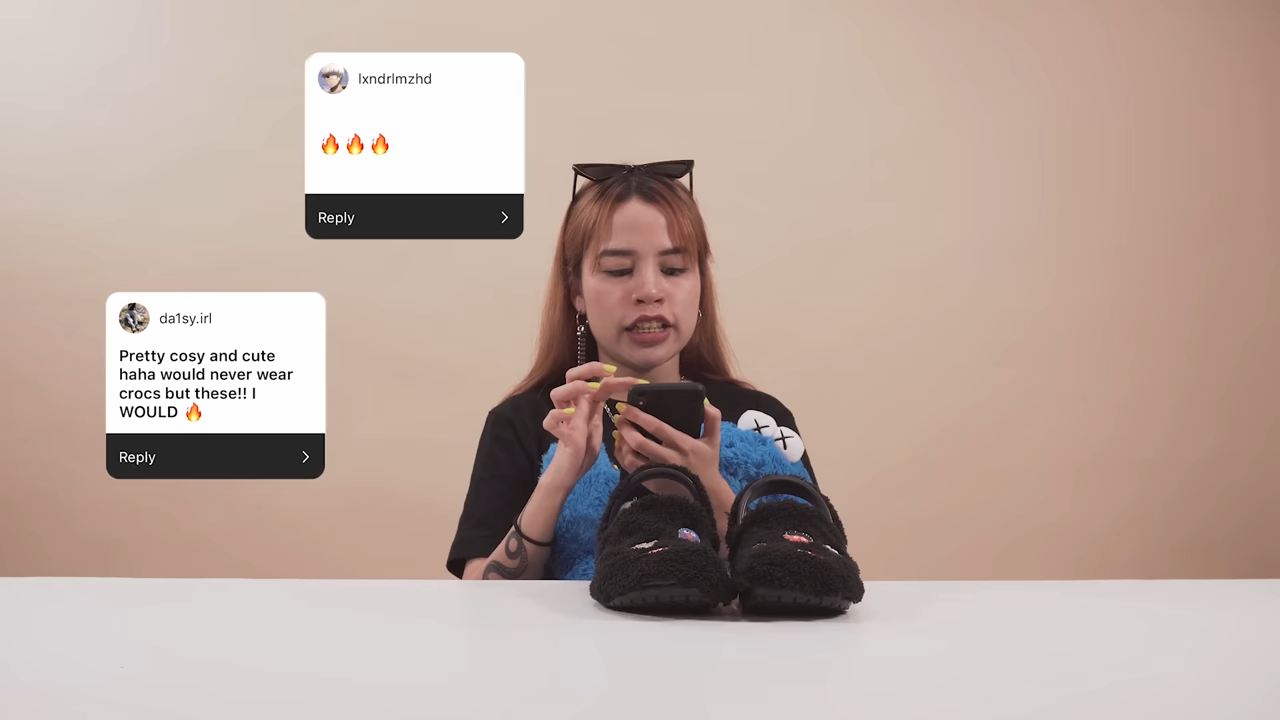 lxndrlmzhd
🔥🔥🔥
Reply
da1sy.irl
Pretty cosy and cute
haha would never wear
crocs but these!! I
WOULD 🔥
Reply